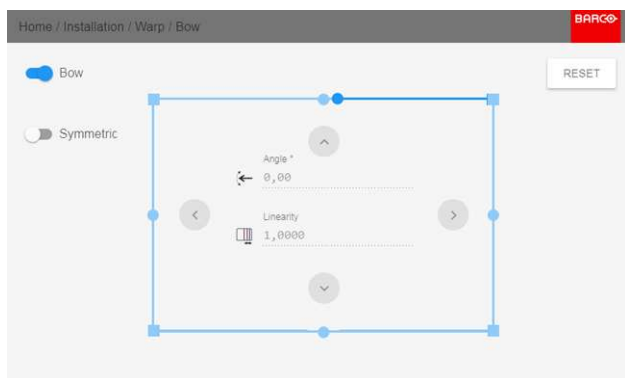 Home / Installation / Warp / Bow
BARCO
Bow
RESET
Symmetric
Angle *
0,00
Linearity
1,0000